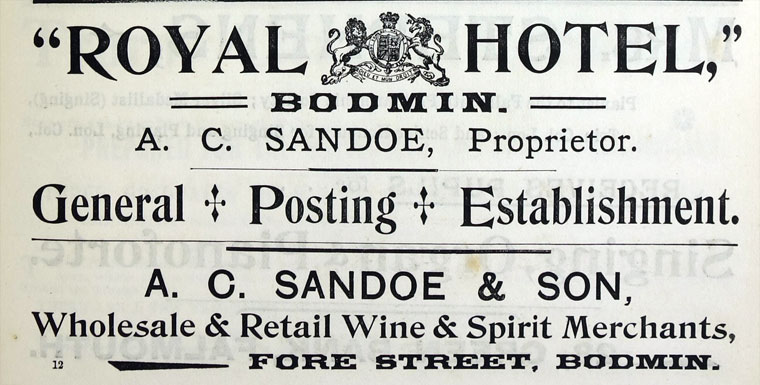 “ROYAL HOTEL,”
BODMIN.
A. C. SANDOE, Proprietor.
General ✣ Posting ✣ Establishment.
A. C. SANDOE & SON,
Wholesale & Retail Wine & Spirit Merchants,
12 FORE STREET, BODMIN.